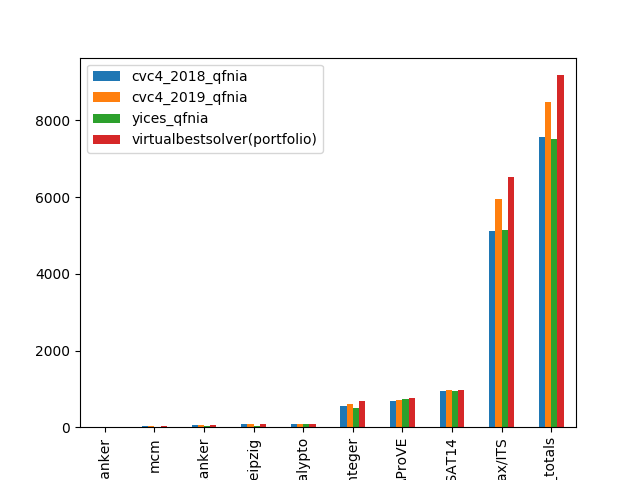 cvc4_2018_qfnia
cvc4_2019_qfnia
yices_qfnia
virtualbestsolver(portfolio)
8000
6000
4000
2000
0
anker
mcm
anker
eipzig
alypto
nteger
ProVE
SAT14
ax/ITS
_totals